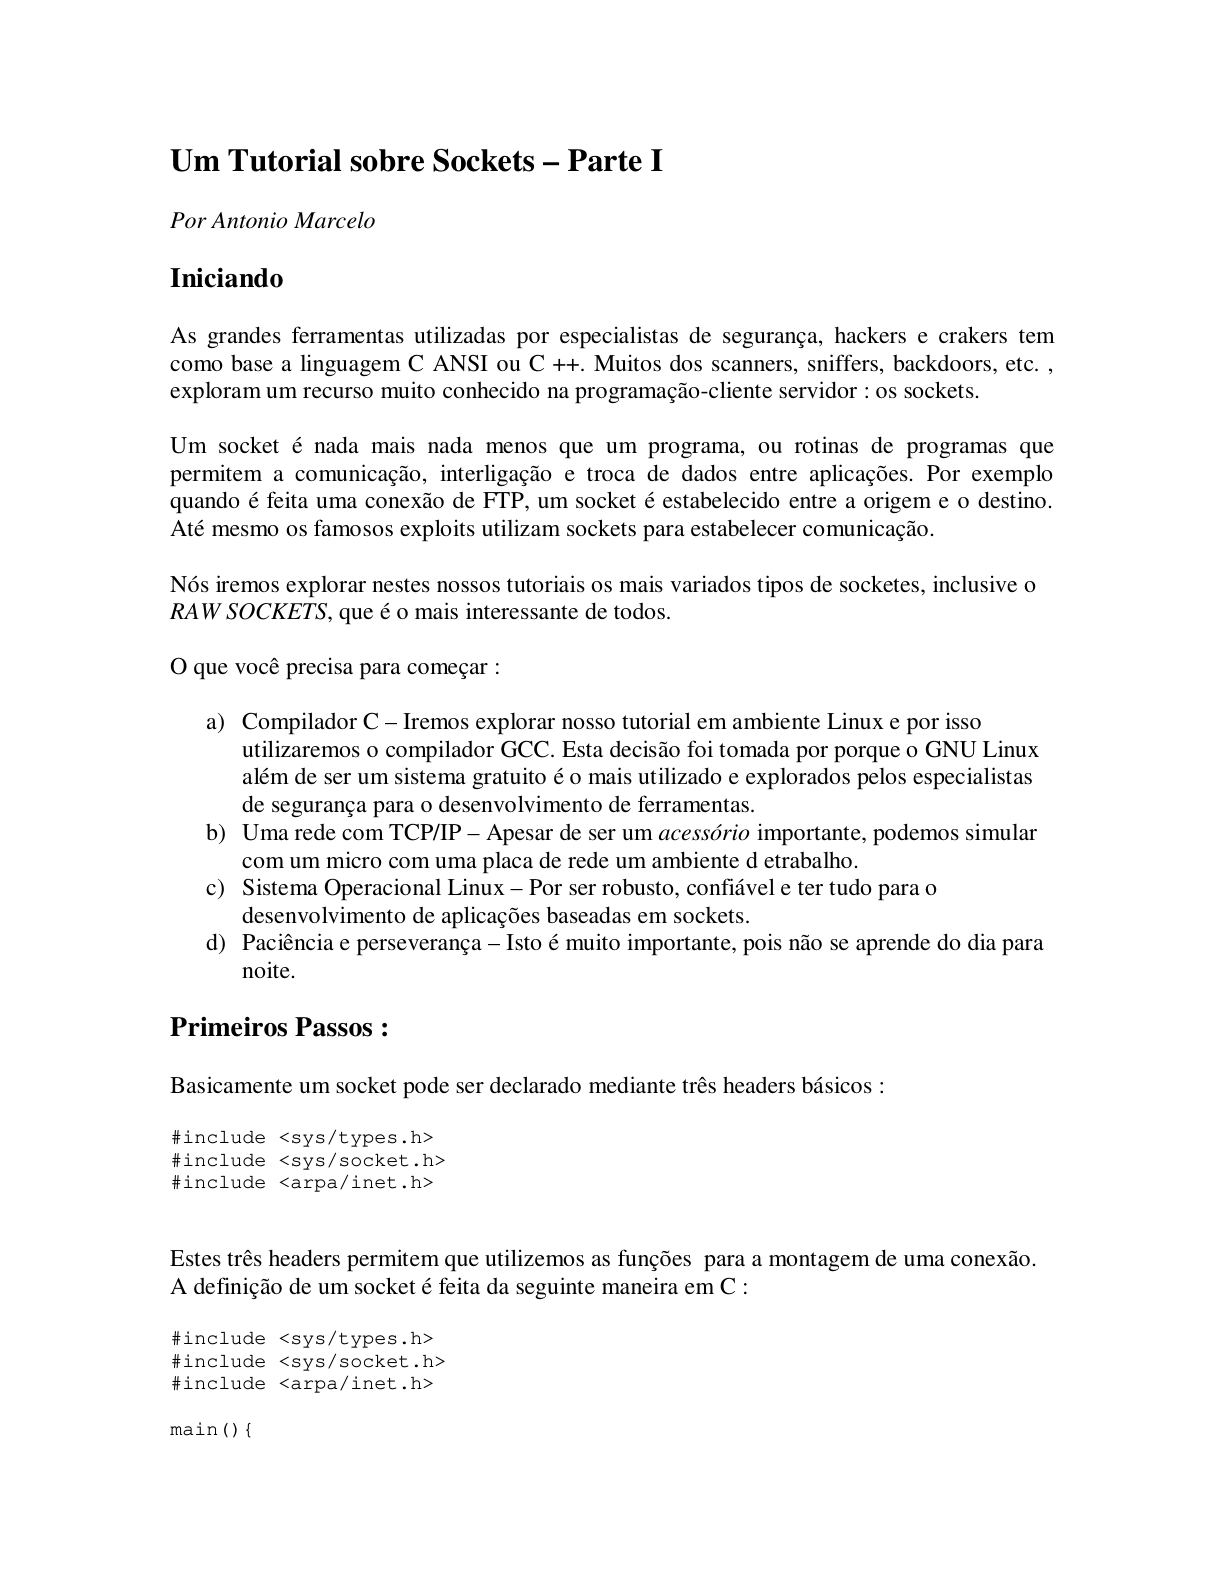 Um Tutorial sobre Sockets – Parte I
Por Antonio Marcelo
Iniciando
As grandes ferramentas utilizadas por especialistas de segurança, hackers e crakers tem
como base a linguagem C ANSI ou C ++. Muitos dos scanners, sniffers, backdoors, etc. ,
exploram um recurso muito conhecido na programação-cliente servidor : os sockets.
Um socket é nada mais nada menos que um programa, ou rotinas de programas que
permitem a comunicação, interligação e troca de dados entre aplicações. Por exemplo
quando é feita uma conexão de FTP, um socket é estabelecido entre a origem e o destino.
Até mesmo os famosos exploits utilizam sockets para estabelecer comunicação.
Nós iremos explorar nestes nossos tutoriais os mais variados tipos de socketes, inclusive o
RAW SOCKETS, que é o mais interessante de todos.
O que você precisa para começar :
a) Compilador C – Iremos explorar nosso tutorial em ambiente Linux e por isso
utilizaremos o compilador GCC. Esta decisão foi tomada por porque o GNU Linux
além de ser um sistema gratuito é o mais utilizado e explorados pelos especialistas
de segurança para o desenvolvimento de ferramentas.
b) Uma rede com TCP/IP – Apesar de ser um acessório importante, podemos simular
com um micro com uma placa de rede um ambiente d etrabalho.
c) Sistema Operacional Linux – Por ser robusto, confiável e ter tudo para o
desenvolvimento de aplicações baseadas em sockets.
d) Paciência e perseverança – Isto é muito importante, pois não se aprende do dia para
noite.
Primeiros Passos :
Basicamente um socket pode ser declarado mediante três headers básicos :
#include <sys/types.h>
#include <sys/socket.h>
#include <arpa/inet.h>
Estes três headers permitem que utilizemos as funções  para a montagem de uma conexão.
A definição de um socket é feita da seguinte maneira em C :
#include <sys/types.h>
#include <sys/socket.h>
#include <arpa/inet.h>
main(){